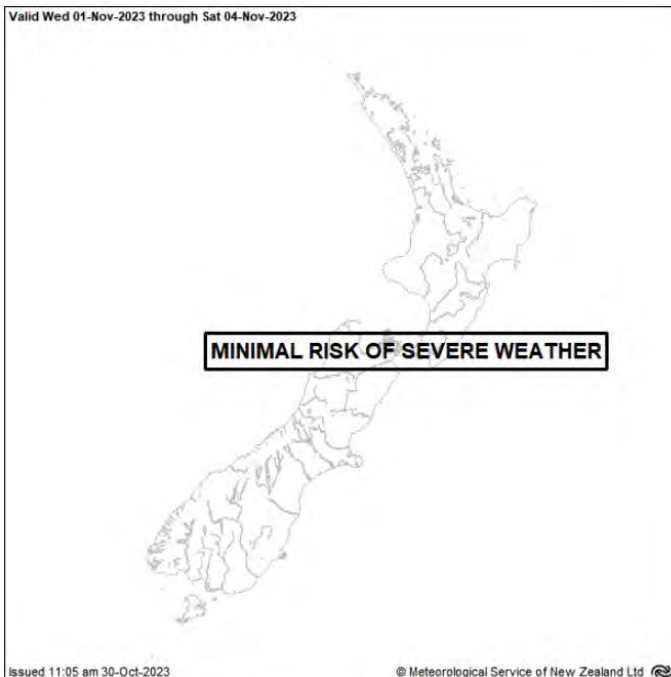 Valid Wed 01-Nov-2023 through Sat 04-Nov-2023
MINIMAL RISK OF SEVERE WEATHER
Issued 11:05 am 30-Oct-2023
© Meteorological Service of New Zealand Ltd